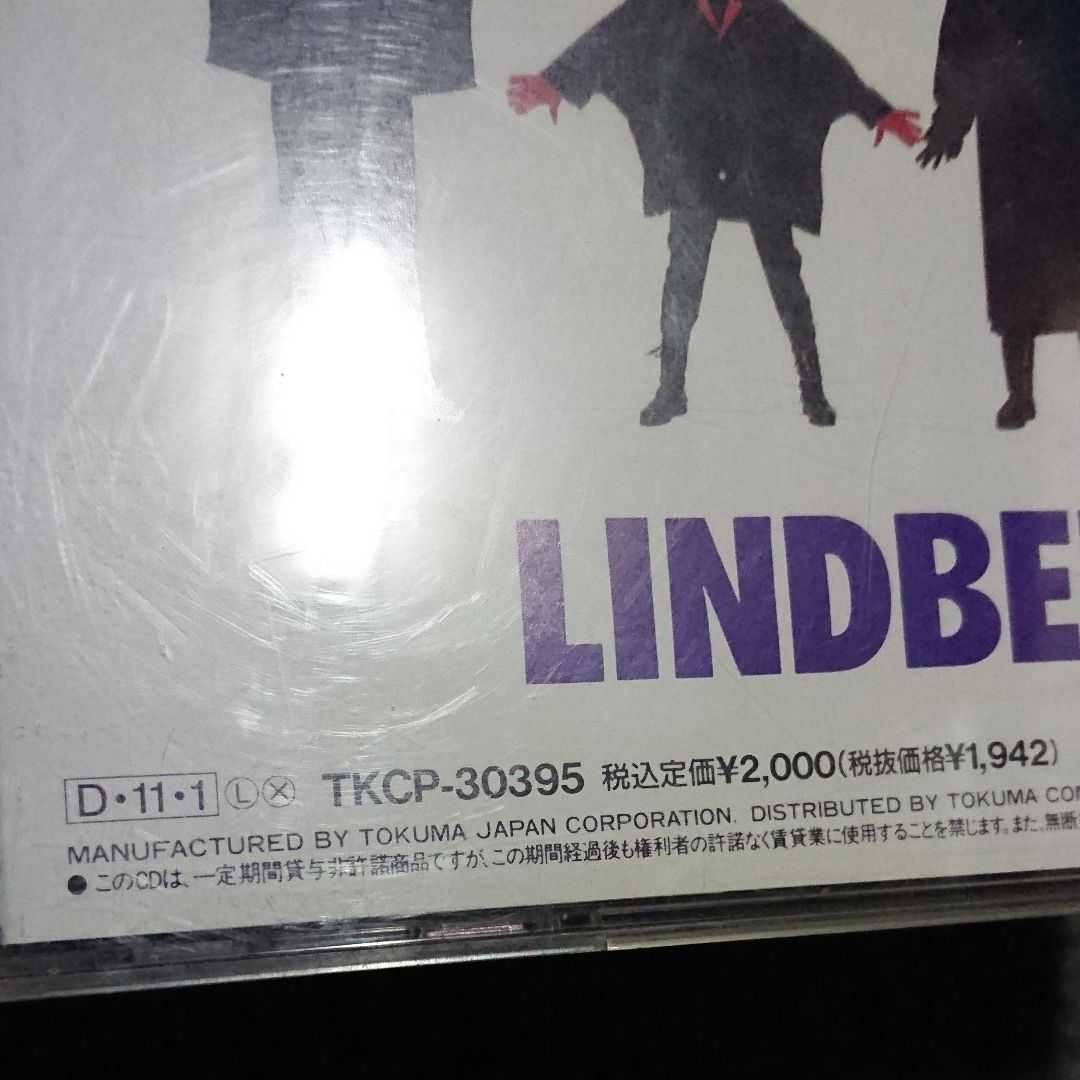 LINDBE
D・11・1 Ⓛ Ⓧ TKCP-30395 税込定価¥2,000(税抜価格¥1,942)
MANUFACTURED BY TOKUMA JAPAN CORPORATION. DISTRIBUTED BY TOKUMA COM
●このCDは、一定期間貸与非許諾商品ですが、この期間経過後も権利者の許諾なく賃貸業に使用することを禁じます。また、無断